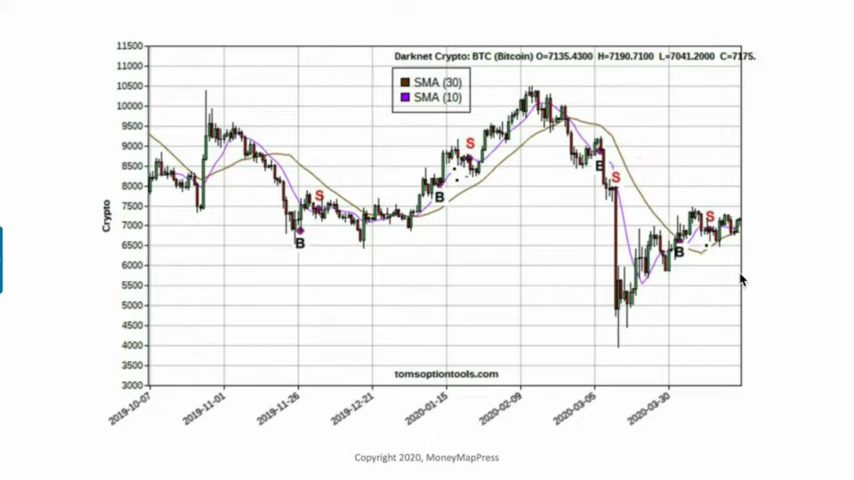 Darknet Crypto: BTC (Bitcoin) O=7135.4300 H=7190.7100 L=7041.2000 C=7175.
SMA (30)
SMA (10)
11500
11000
10500
10000
9500
9000
8500
8000
7500
7000
6500
6000
5500
5000
4500
4000
3500
3000
Crypto
S
S
S
S
S
B
B
B
B
tomsoptiontools.com
2019-10-07
2019-11-01
2019-11-26
2019-12-21
2020-01-15
2020-02-09
2020-03-05
2020-03-30
Copyright 2020, MoneyMapPress